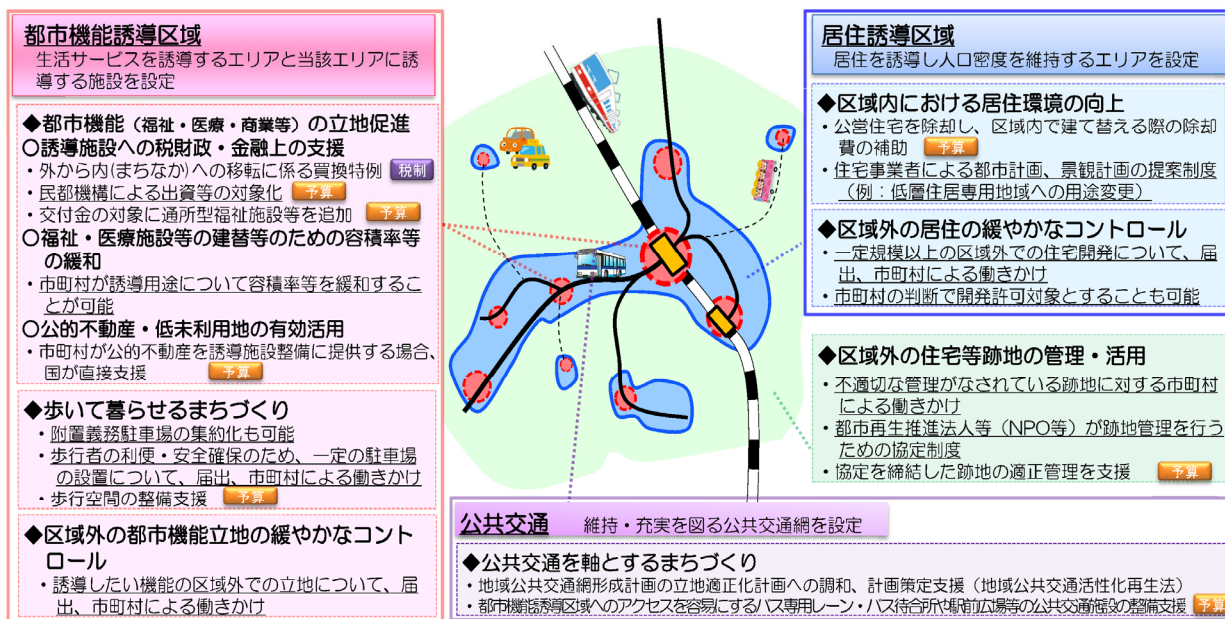 都市機能誘導区域
生活サービスを誘導するエリアと当該エリアに誘
導する施設を設定
◆都市機能（福祉・医療・商業等）の立地促進
○誘導施設への税財政・金融上の支援
・外から内(まちなか)への移転に係る買換特例 税制
・民都機構による出資等の対象化 予算
・交付金の対象に通所型福祉施設等を追加 予算
○福祉・医療施設等の建替等のための容積率等
の緩和
・市町村が誘導用途について容積率等を緩和するこ
とが可能
○公的不動産・低未利用地の有効活用
・市町村が公的不動産を誘導施設整備に提供する場合、
国が直接支援 予算
◆歩いて暮らせるまちづくり
・附置義務駐車場の集約化も可能
・歩行者の利便・安全確保のため、一定の駐車場
の設置について、届出、市町村による働きかけ
・歩行空間の整備支援 予算
◆区域外の都市機能立地の緩やかなコント
ロール
・誘導したい機能の区域外での立地について、届
出、市町村による働きかけ
居住誘導区域
居住を誘導し人口密度を維持するエリアを設定
◆区域内における居住環境の向上
・公営住宅を除却し、区域内で建て替える際の除却
費の補助 予算
・住宅事業者による都市計画、景観計画の提案制度
（例：低層住居専用地域への用途変更）
◆区域外の居住の緩やかなコントロール
・一定規模以上の区域外での住宅開発について、届
出、市町村による働きかけ
・市町村の判断で開発許可対象とすることも可能
◆区域外の住宅等跡地の管理・活用
・不適切な管理がなされている跡地に対する市町村
による働きかけ
・都市再生推進法人等（NPO等）が跡地管理を行う
ための協定制度
・協定を締結した跡地の適正管理を支援 予算
公共交通 維持・充実を図る公共交通網を設定
◆公共交通を軸とするまちづくり
・地域公共交通網形成計画の立地適正化計画への調和、計画策定支援（地域公共交通活性化再生法）
・都市機能誘導区域へのアクセスを容易にするバス専用レーン・バス待合所や駅前広場等の公共交通施設の整備支援 予算